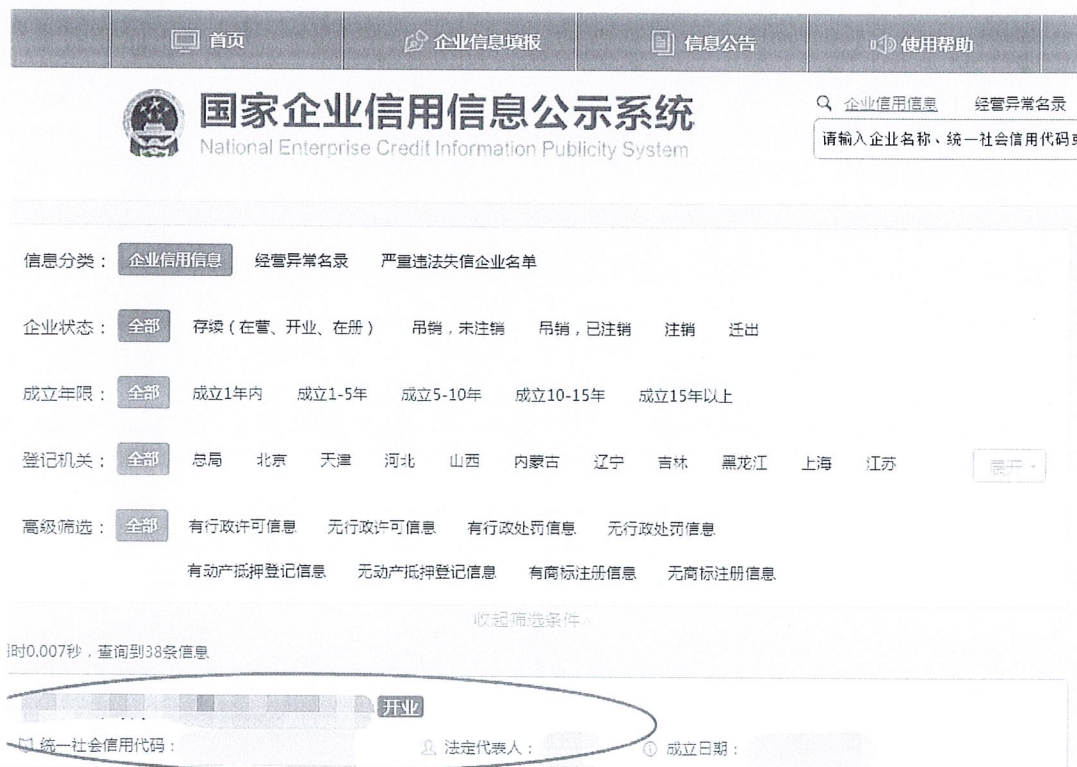 首页 企业信息填报 信息公告 使用帮助
国家企业信用信息公示系统
National Enterprise Credit Information Publicity System
企业信用信息 经营异常名录
请输入企业名称、统一社会信用代码或
信息分类： 企业信用信息 经营异常名录 严重违法失信企业名单
企业状态： 全部 存续（在营、开业、在册） 吊销，未注销 吊销，已注销 注销 迁出
成立年限： 全部 成立1年内 成立1-5年 成立5-10年 成立10-15年 成立15年以上
登记机关： 全部 总局 北京 天津 河北 山西 内蒙古 辽宁 吉林 黑龙江 上海 江苏 展开
高级筛选： 全部 有行政许可信息 无行政许可信息 有行政处罚信息 无行政处罚信息
有动产抵押登记信息 无动产抵押登记信息 有商标注册信息 无商标注册信息
收起筛选条件
时0.007秒，查询到38条信息
开业
统一社会信用代码： 法定代表人： 成立日期：